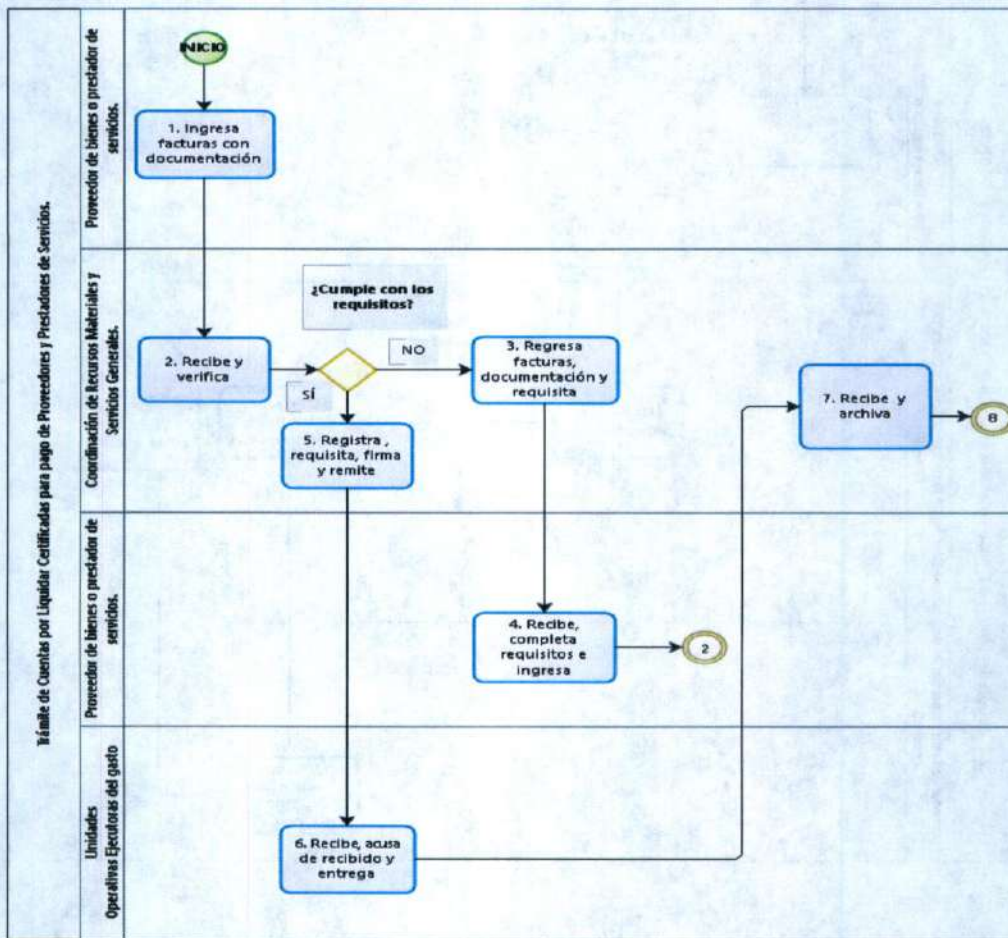 Trámite de Cuentas por Liquidar Certificadas para pago de Proveedores y Prestadores de Servicios.
Proveedor de bienes o prestador de
servicios.
INICIO
1. Ingresa
facturas con
documentación
Coordinación de Recursos Materiales y
Servicios Generales.
2. Recibe y
verifica
¿Cumple con los
requisitos?
NO
SÍ
3. Regresa
facturas,
documentación y
requisita
5. Registra ,
requisita, firma
y remite
7. Recibe y
archiva
8
Proveedor de bienes o prestador de
servicios.
4. Recibe,
completa
requisitos e
ingresa
2
Unidades
Operativas Ejecutoras del gasto
6. Recibe, acusa
de recibido y
entrega